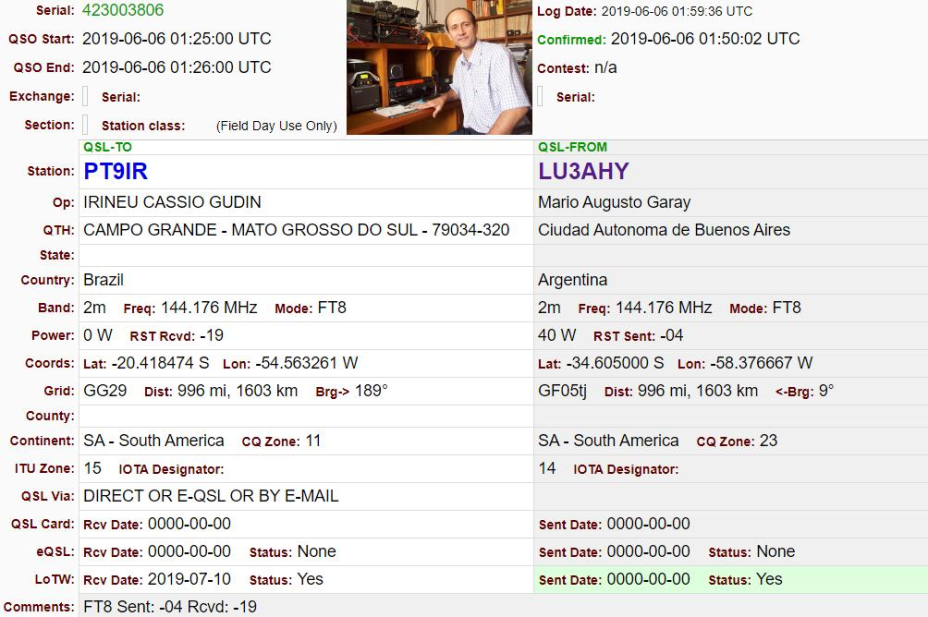 Serial: 423003806 Log Date: 2019-06-06 01:59:36 UTC
QSO Start: 2019-06-06 01:25:00 UTC Confirmed: 2019-06-06 01:50:02 UTC
QSO End: 2019-06-06 01:26:00 UTC Contest: n/a
Exchange: Serial: Serial:
Section: Station class: (Field Day Use Only)
QSL-TO QSL-FROM
Station: PT9IR LU3AHY
Op: IRINEU CASSIO GUDIN Mario Augusto Garay
QTH: CAMPO GRANDE - MATO GROSSO DO SUL - 79034-320 Ciudad Autonoma de Buenos Aires
State:
Country: Brazil Argentina
Band: 2m Freq: 144.176 MHz Mode: FT8 2m Freq: 144.176 MHz Mode: FT8
Power: 0 W RST Rcvd: -19 40 W RST Sent: -04
Coords: Lat: -20.418474 S Lon: -54.563261 W Lat: -34.605000 S Lon: -58.376667 W
Grid: GG29 Dist: 996 mi, 1603 km Brg-> 189° GF05tj Dist: 996 mi, 1603 km <-Brg: 9°
County:
Continent: SA - South America CQ Zone: 11 SA - South America CQ Zone: 23
ITU Zone: 15 IOTA Designator: 14 IOTA Designator:
QSL Via: DIRECT OR E-QSL OR BY E-MAIL
QSL Card: Rcv Date: 0000-00-00 Sent Date: 0000-00-00
eQSL: Rcv Date: 0000-00-00 Status: None Sent Date: 0000-00-00 Status: None
LoTW: Rcv Date: 2019-07-10 Status: Yes Sent Date: 0000-00-00 Status: Yes
Comments: FT8 Sent: -04 Rcvd: -19